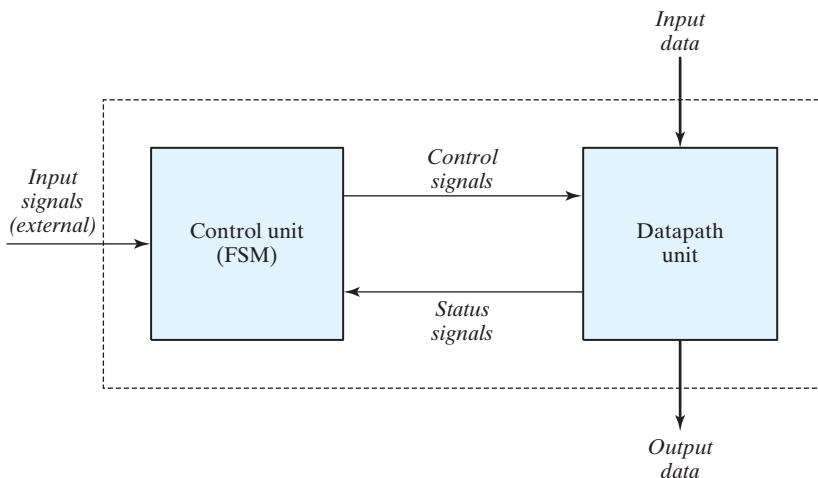 Input
data
Input
signals
(external)
Control unit
(FSM)
Control
signals
Datapath
unit
Status
signals
Output
data